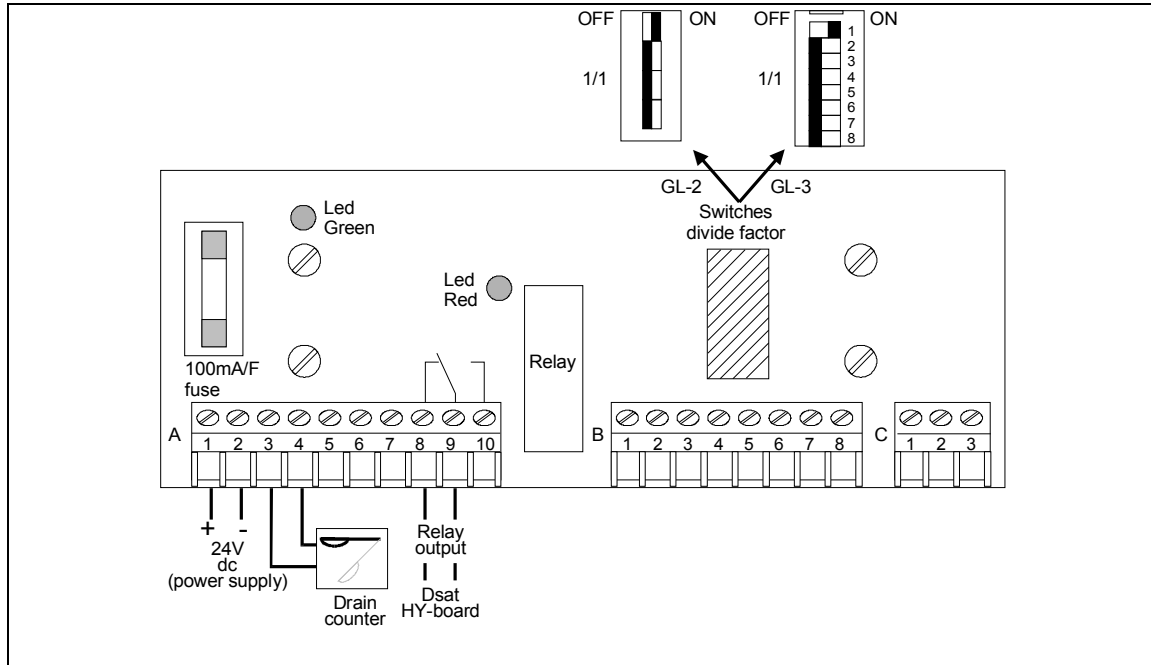 OFF ON OFF ON
1/1 1/1
1
2
3
4
5
6
7
8
GL-2 GL-3
Switches
divide factor
Led
Green
Led
Red
Relay
100mA/F
fuse
A 1 2 3 4 5 6 7 8 9 10
B 1 2 3 4 5 6 7 8
C 1 2 3
+ -
24V
dc
(power supply)
Drain
counter
Relay
output
Dsat
HY-board